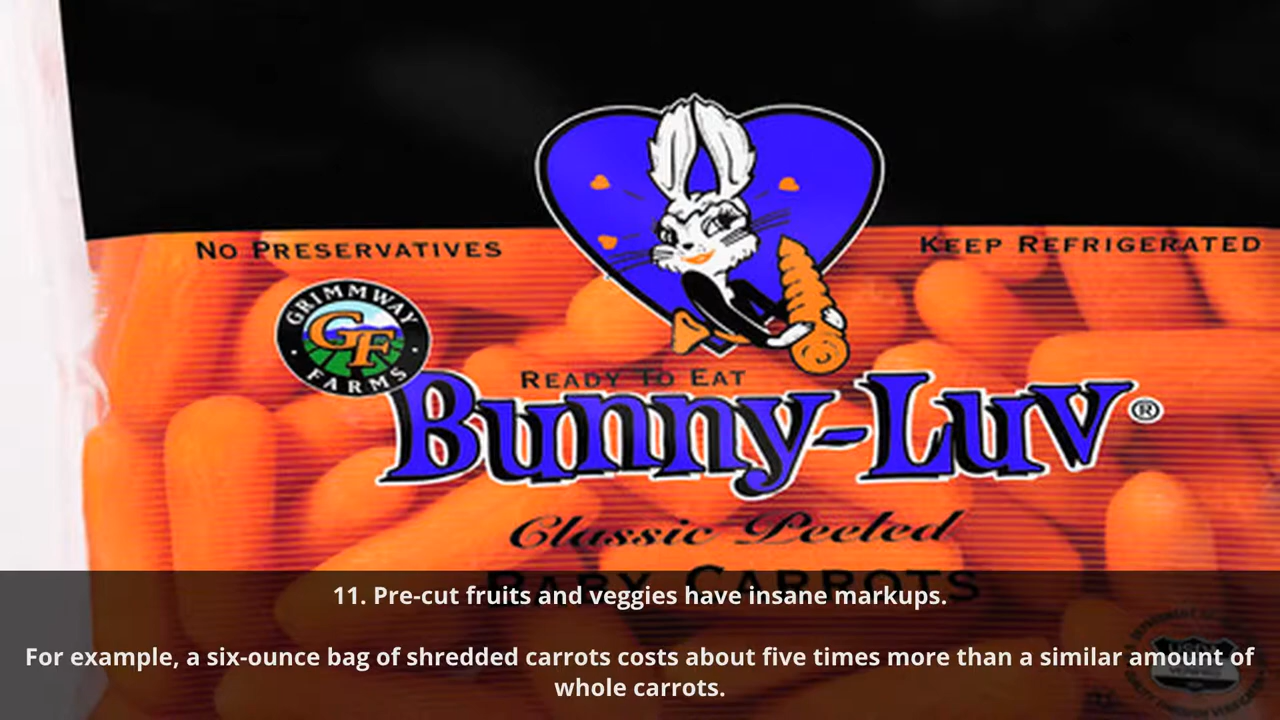 No Preservatives
Keep Refrigerated
GRIMMWAY
GF
FARMS
Ready To Eat
Bunny-Luv®
Classic Peeled
Baby Carrots
11. Pre-cut fruits and veggies have insane markups.
For example, a six-ounce bag of shredded carrots costs about five times more than a similar amount of
whole carrots.